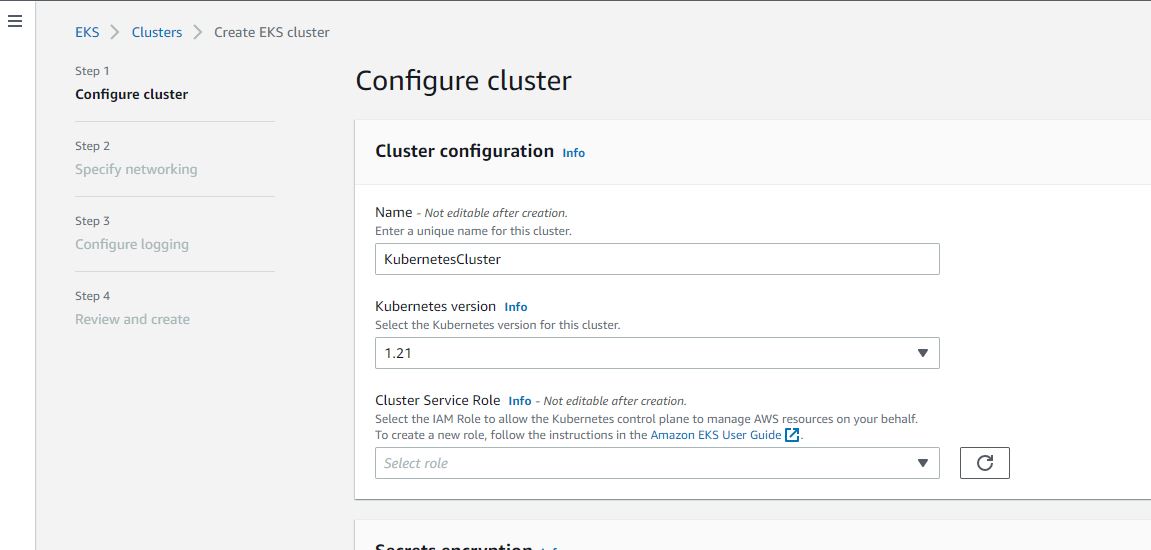 EKS > Clusters > Create EKS cluster
Step 1
Configure cluster
Step 2
Specify networking
Step 3
Configure logging
Step 4
Review and create
Configure cluster
Cluster configuration Info
Name - Not editable after creation.
Enter a unique name for this cluster.
KubernetesCluster
Kubernetes version Info
Select the Kubernetes version for this cluster.
1.21
Cluster Service Role Info - Not editable after creation.
Select the IAM Role to allow the Kubernetes control plane to manage AWS resources on your behalf.
To create a new role, follow the instructions in the Amazon EKS User Guide.
Select role
Secrets encryption Info